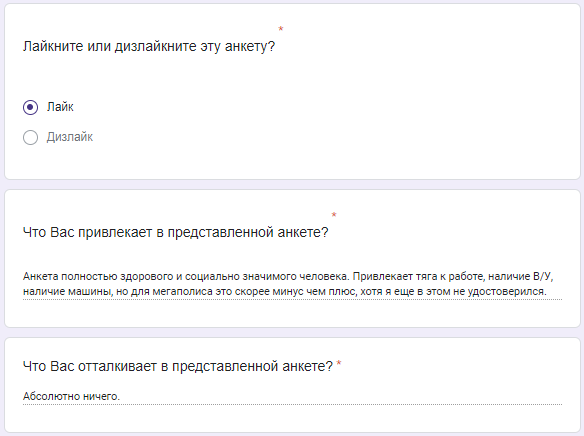 Лайкните или дизлайкните эту анкету? *
Лайк
Дизлайк
Что Вас привлекает в представленной анкете? *
Анкета полностью здорового и социально значимого человека. Привлекает тяга к работе, наличие В/У,
наличие машины, но для мегаполиса это скорее минус чем плюс, хотя я еще в этом не удостоверился.
Что Вас отталкивает в представленной анкете? *
Абсолютно ничего.